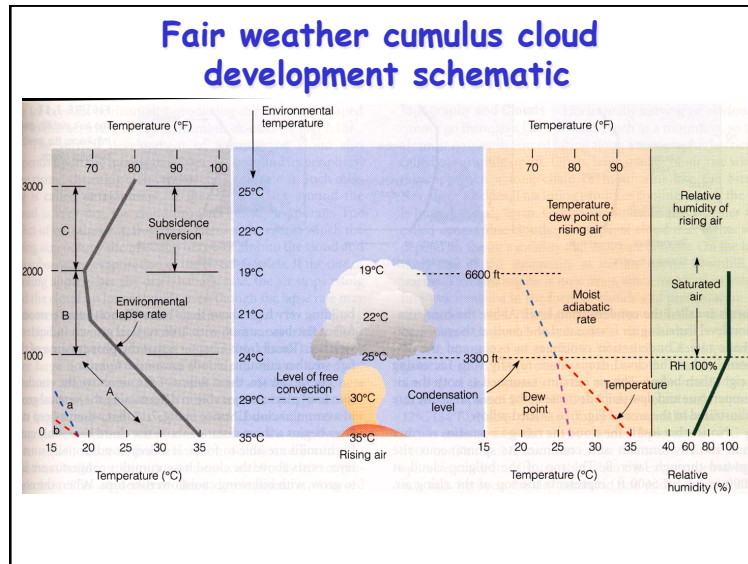 Fair weather cumulus cloud
development schematic
Temperature (°F)
70 80 90 100
3000
2000
1000
0
C
B
A
Subsidence
inversion
Environmental
lapse rate
a
b
15 20 25 35
Temperature (°C)
Environmental
temperature
25°C
22°C
19°C
21°C
24°C
29°C
35°C
19°C
22°C
25°C
30°C
35°C
Level of free
convection
Rising air
6600 ft
3300 ft
Condensation
level
Temperature (°F)
70 80 90
Temperature,
dew point of
rising air
Moist
adiabatic
rate
Dew
point
Temperature
15 20 25 30 35
Temperature (°C)
Relative
humidity of
rising air
Saturated
air
RH 100%
40 60 80 100
Relative
humidity (%)